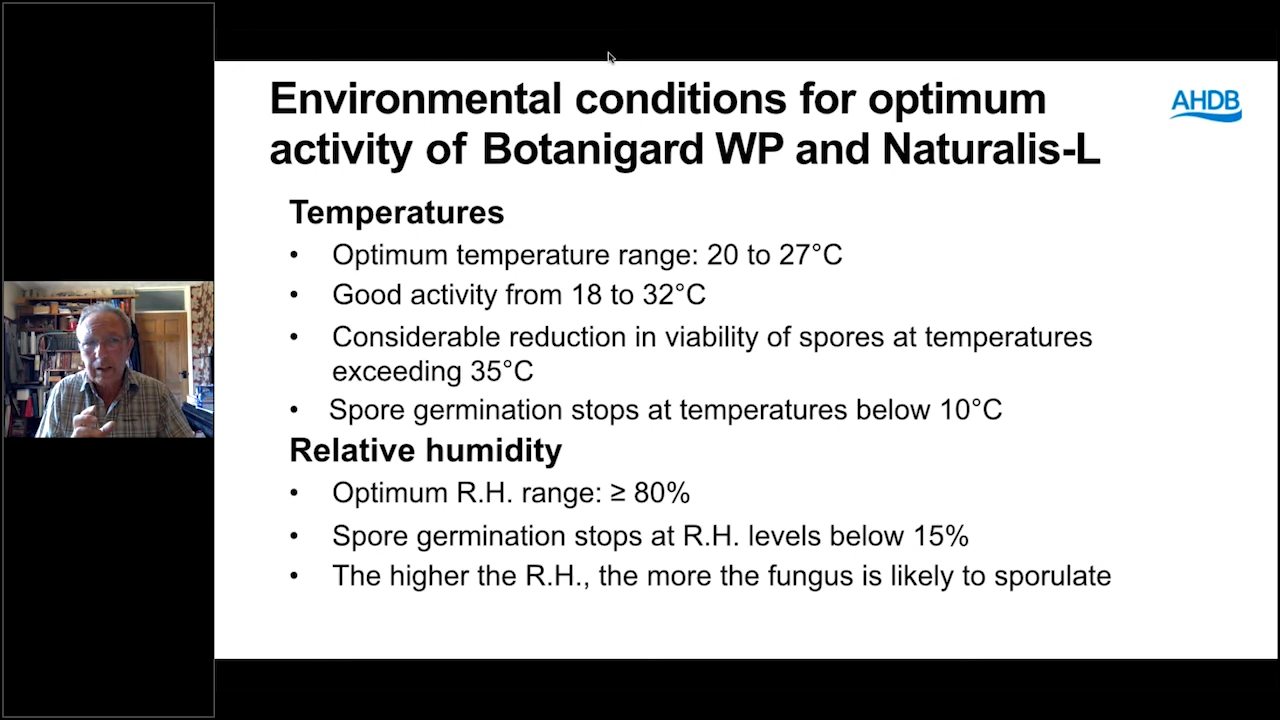 Environmental conditions for optimum
activity of Botanigard WP and Naturalis-L
AHDB
Temperatures
• Optimum temperature range: 20 to 27°C
• Good activity from 18 to 32°C
• Considerable reduction in viability of spores at temperatures
exceeding 35°C
• Spore germination stops at temperatures below 10°C
Relative humidity
• Optimum R.H. range: ≥ 80%
• Spore germination stops at R.H. levels below 15%
• The higher the R.H., the more the fungus is likely to sporulate